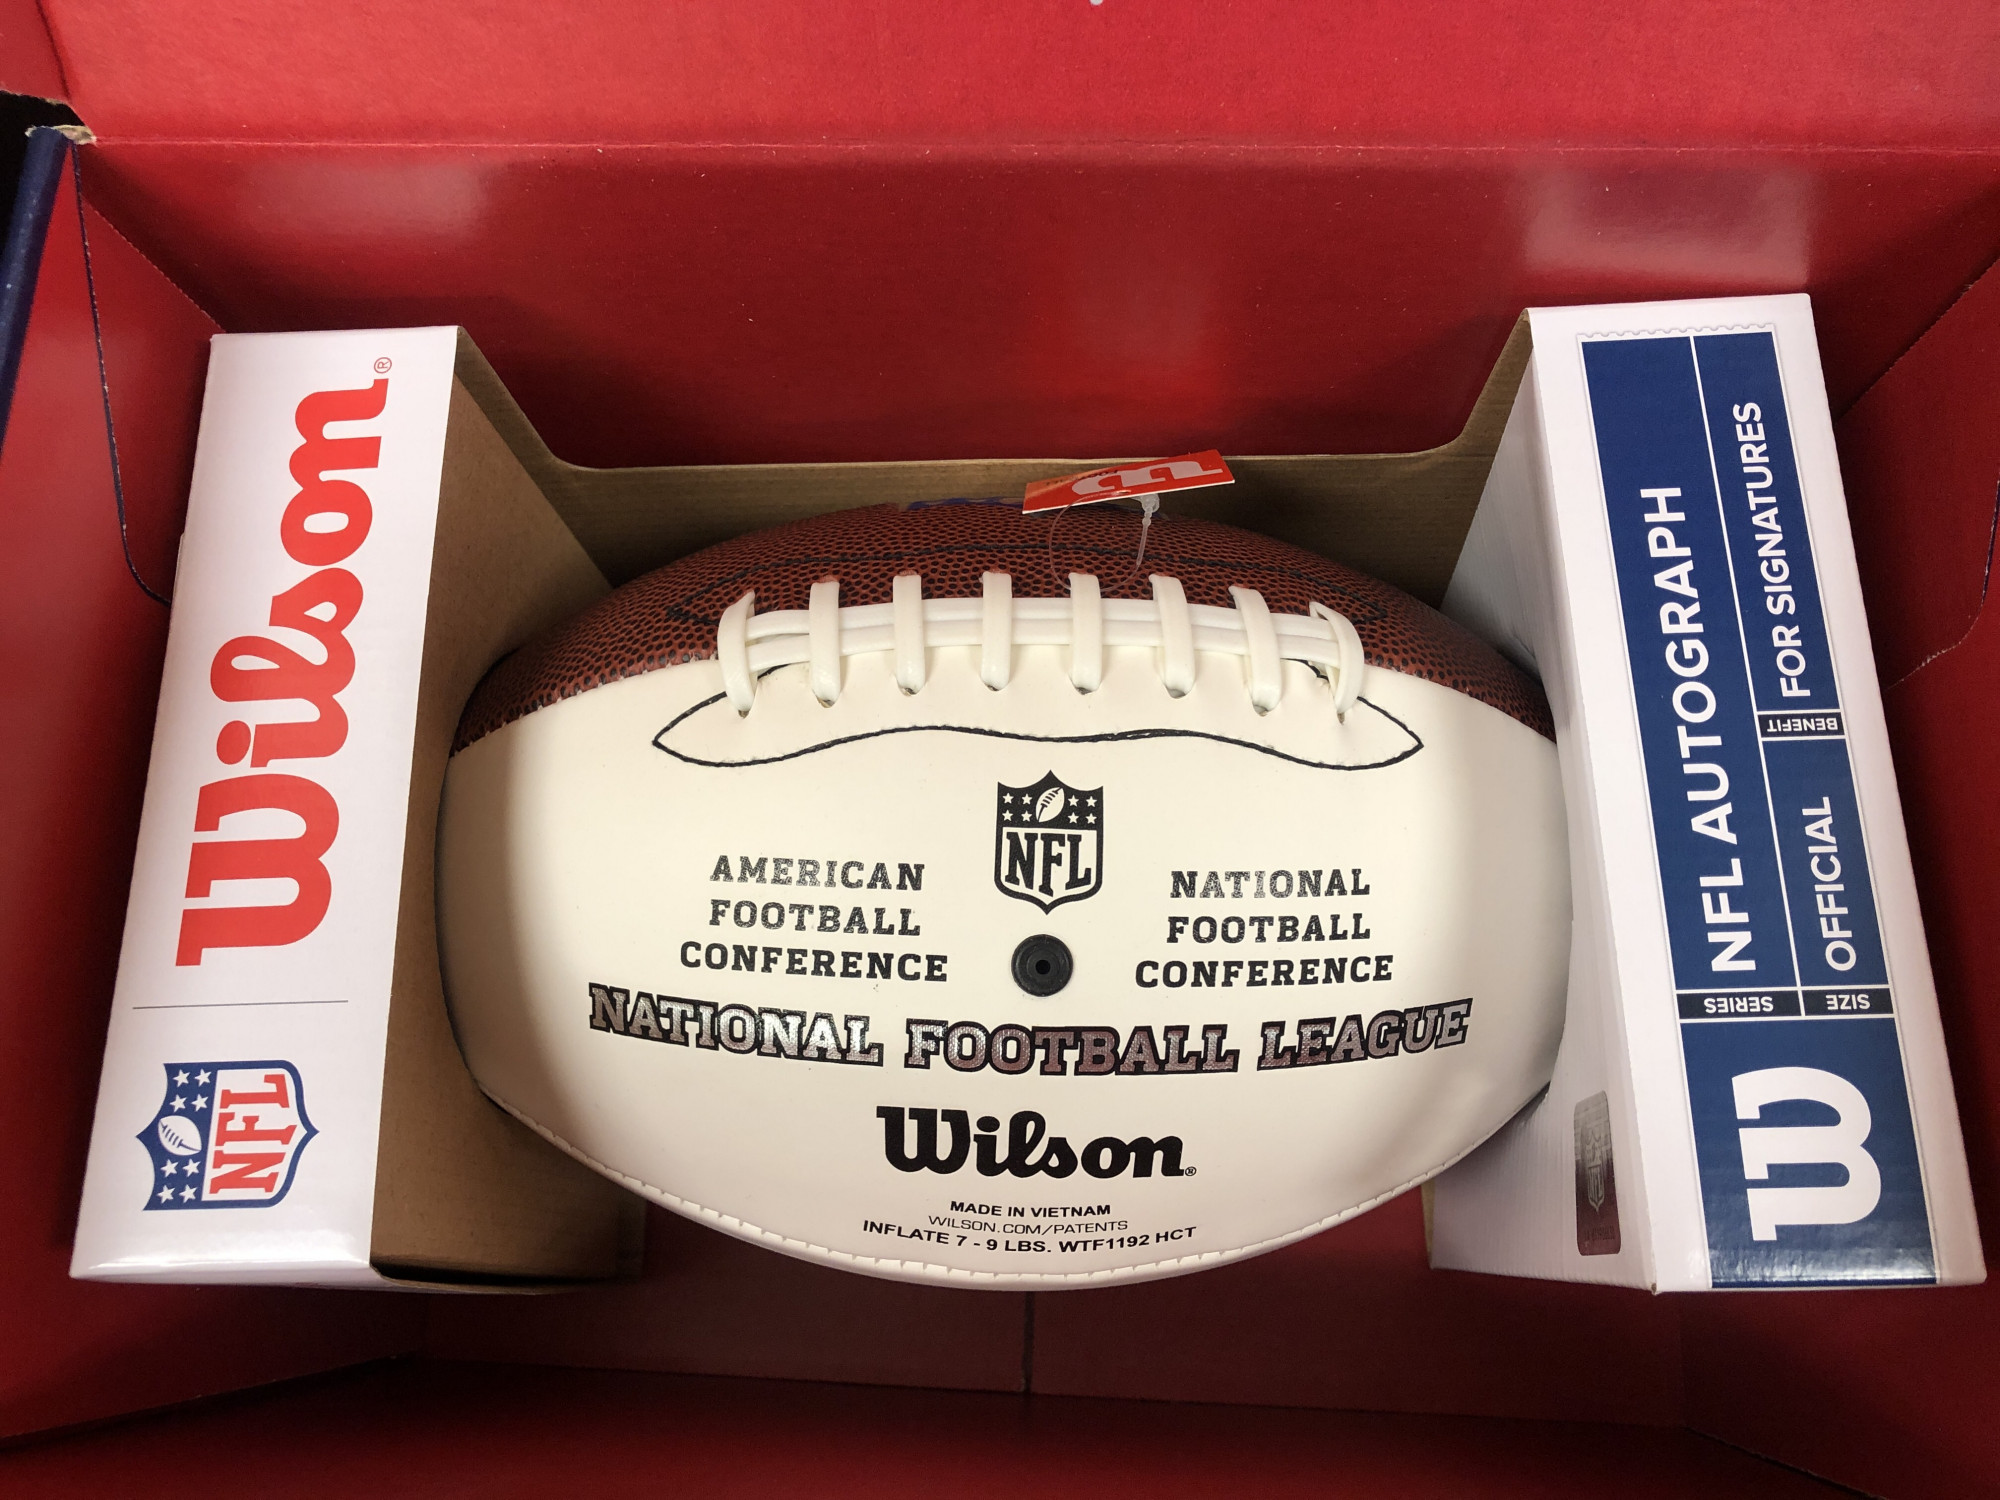 Wilson®
NFL
NFL
AMERICAN
FOOTBALL
CONFERENCE
NATIONAL
FOOTBALL
CONFERENCE
NATIONAL FOOTBALL LEAGUE
Wilson®
MADE IN VIETNAM
WILSON.COM/PATENTS
INFLATE 7 - 9 LBS. WTF1192 HCT
W
SERIES
NFL AUTOGRAPH
SIZE
OFFICIAL
BENEFIT
FOR SIGNATURES
W